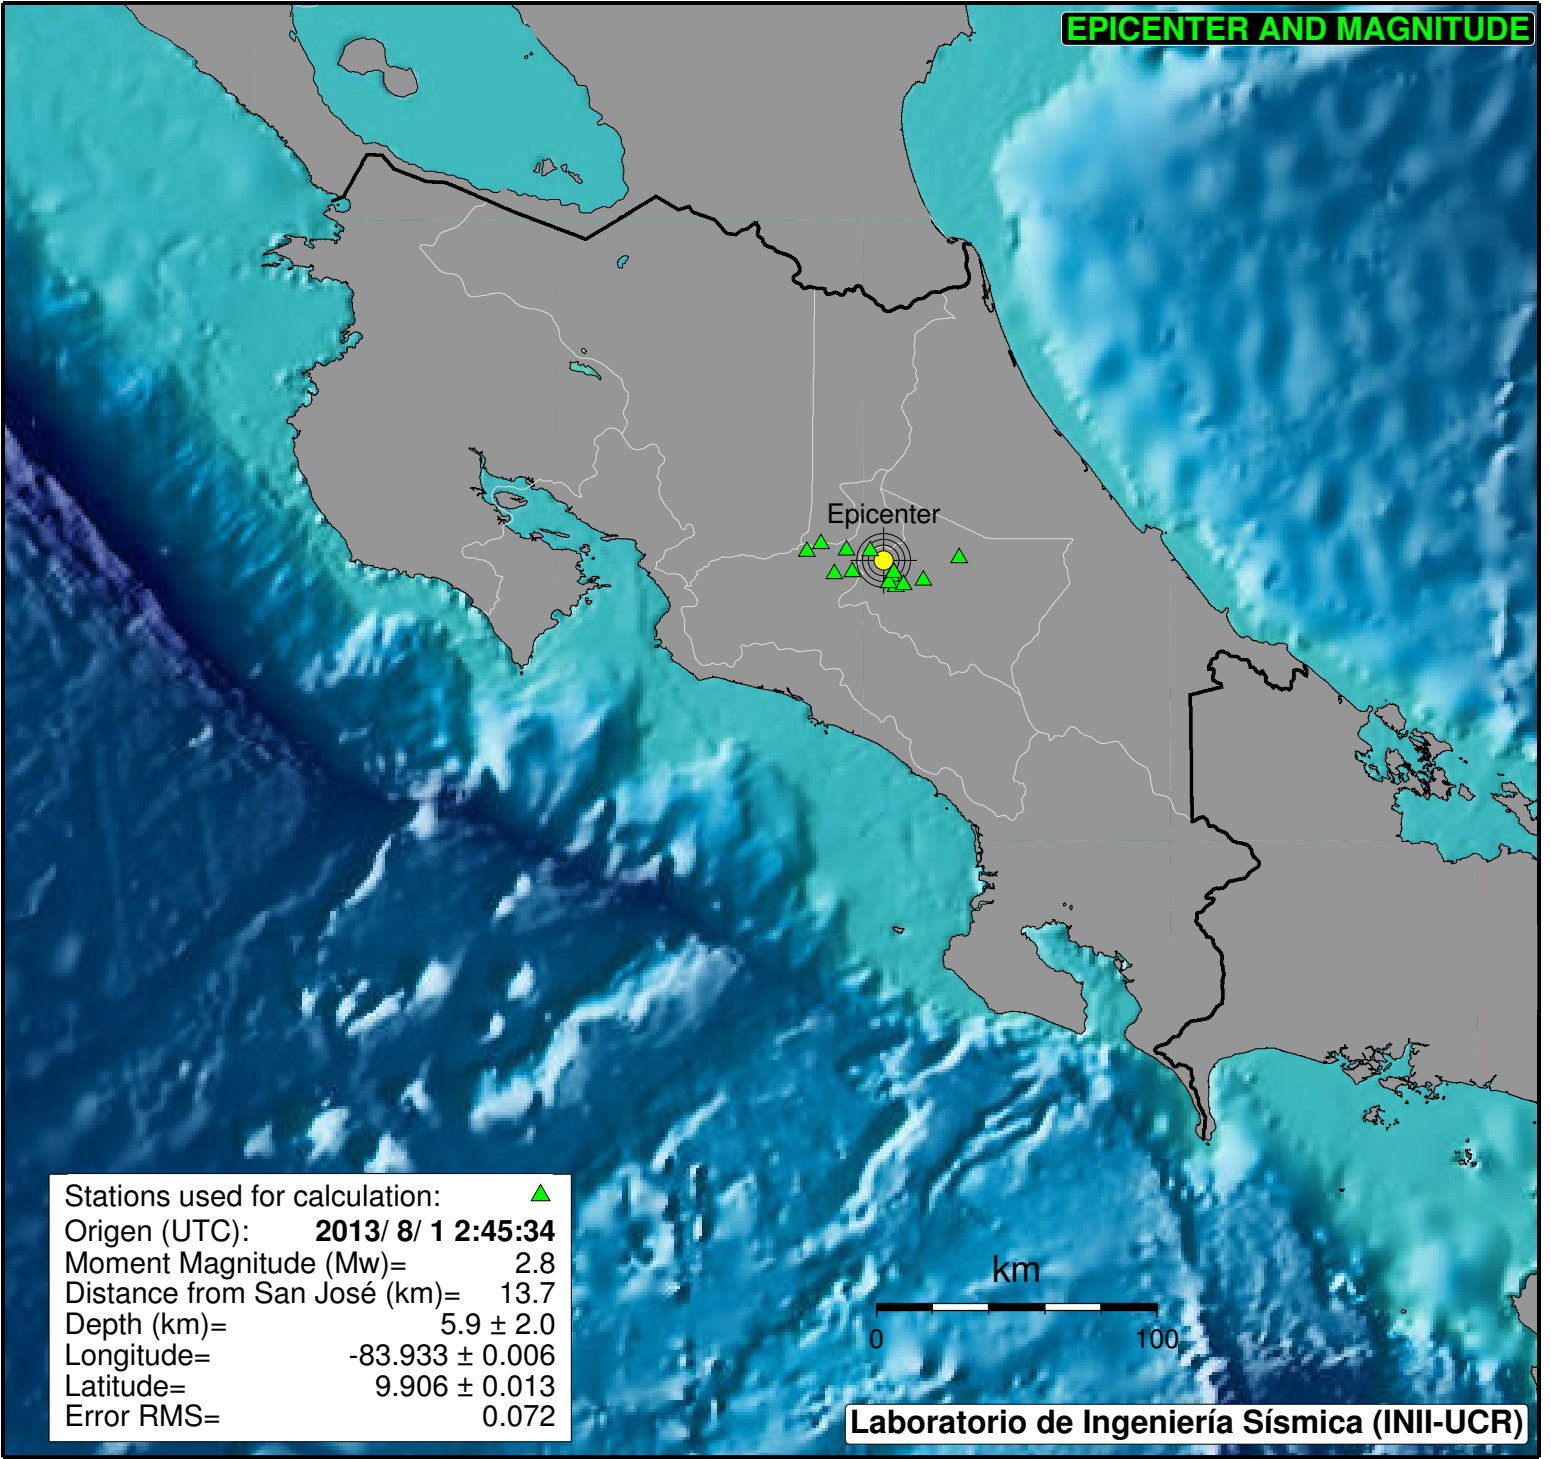 EPICENTER AND MAGNITUDE
Epicenter
Stations used for calculation:
Origen (UTC): 2013/ 8/ 1 2:45:34
Moment Magnitude (Mw)= 2.8
Distance from San José (km)= 13.7
Depth (km)= 5.9 ± 2.0
Longitude= -83.933 ± 0.006
Latitude= 9.906 ± 0.013
Error RMS= 0.072
km
0 100
Laboratorio de Ingeniería Sísmica (INII-UCR)